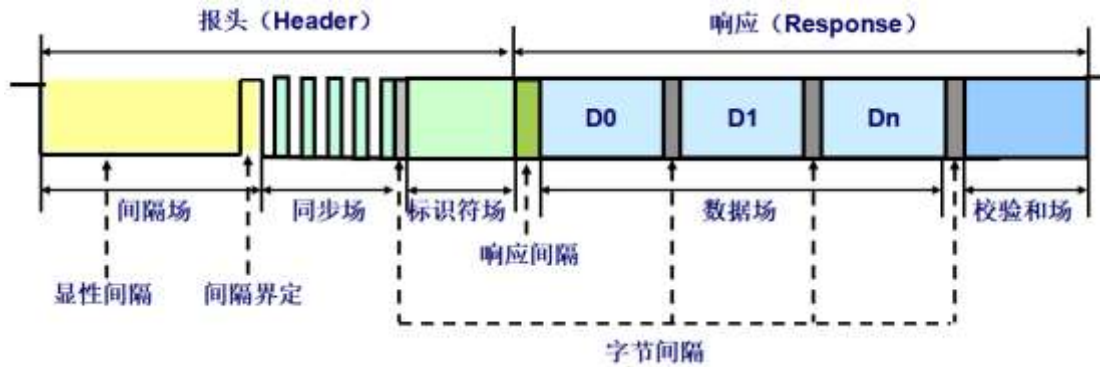 报头（Header）
响应（Response）
D0
D1
Dn
间隔场
同步场
标识符场
数据场
校验和场
响应间隔
显性间隔
间隔界定
字节间隔